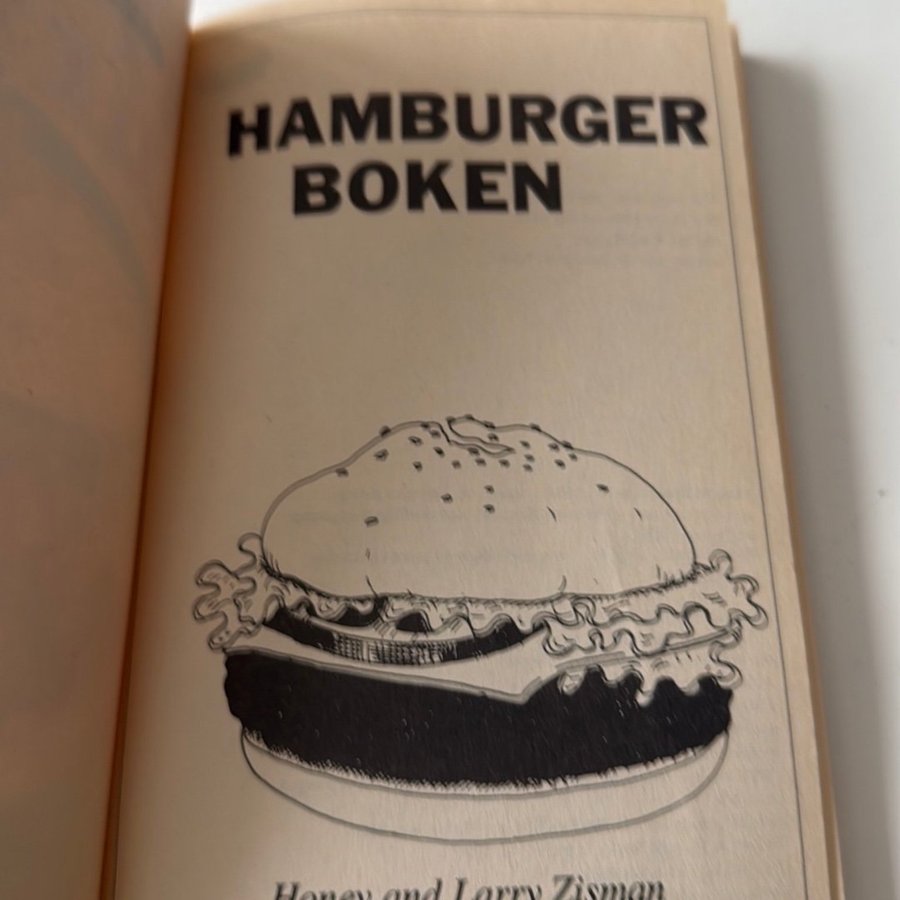 HAMBURGER
BOKEN
Honey and Larry Zisman